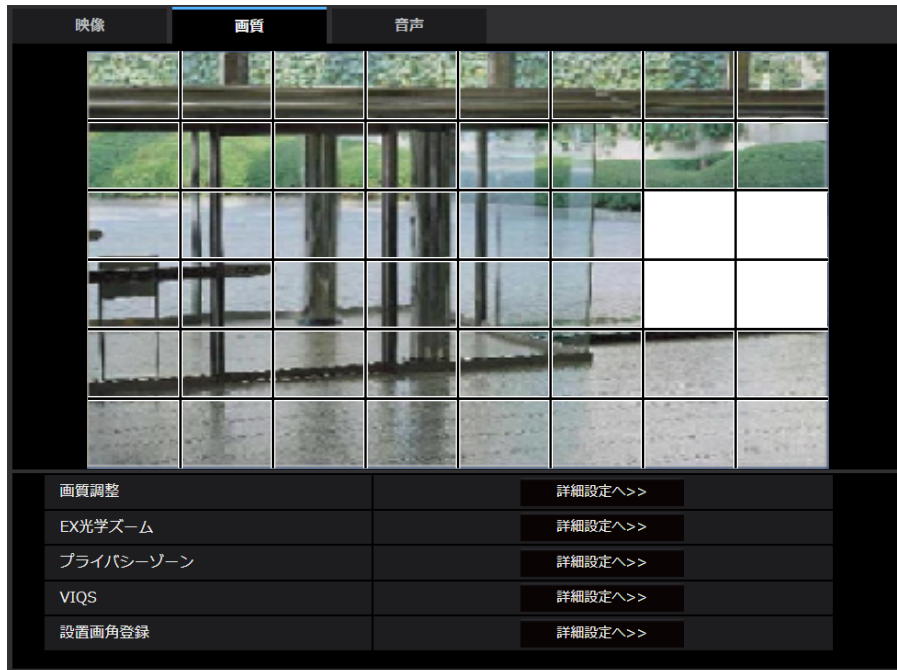 映像 画質 音声
画質調整 詳細設定へ>>
EX光学ズーム 詳細設定へ>>
プライバシーゾーン 詳細設定へ>>
VIQS 詳細設定へ>>
設置画角登録 詳細設定へ>>